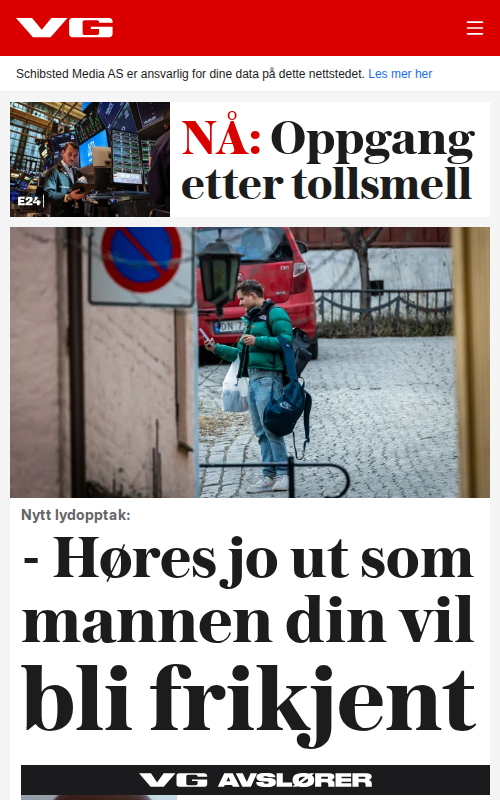 VG
Schibsted Media AS er ansvarlig for dine data på dette nettstedet. Les mer her
NÅ: Oppgang
etter tollsmell
E24
DN
Nytt lydopptak:
- Høres jo ut som
mannen din vil
bli frikjent
VG AVSLØRER